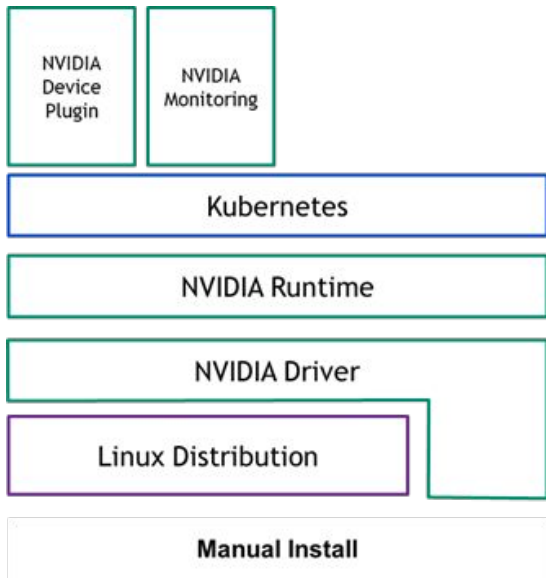 NVIDIA
Device
Plugin
NVIDIA
Monitoring
Kubernetes
NVIDIA Runtime
NVIDIA Driver
Linux Distribution
Manual Install